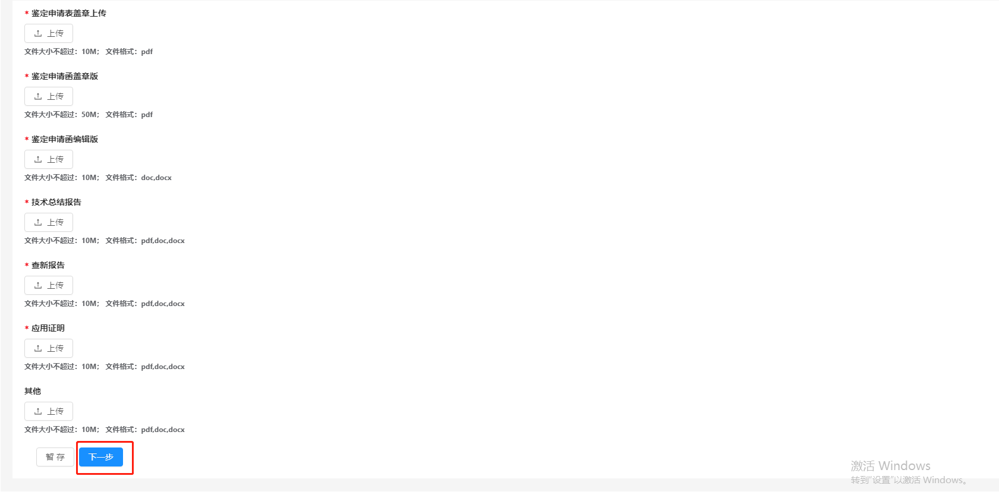 * 鉴定申请表盖章上传
上传
文件大小不超过：10M； 文件格式：pdf
* 鉴定申请函盖章版
上传
文件大小不超过：50M； 文件格式：pdf
* 鉴定申请函编辑版
上传
文件大小不超过：10M； 文件格式：doc,docx
* 技术总结报告
上传
文件大小不超过：10M； 文件格式：pdf,doc,docx
* 查新报告
上传
文件大小不超过：10M； 文件格式：pdf,doc,docx
* 应用证明
上传
文件大小不超过：10M； 文件格式：pdf,doc,docx
其他
上传
文件大小不超过：10M； 文件格式：pdf,doc,docx
暂 存 下一步
激活 Windows
转到“设置”以激活 Windows。